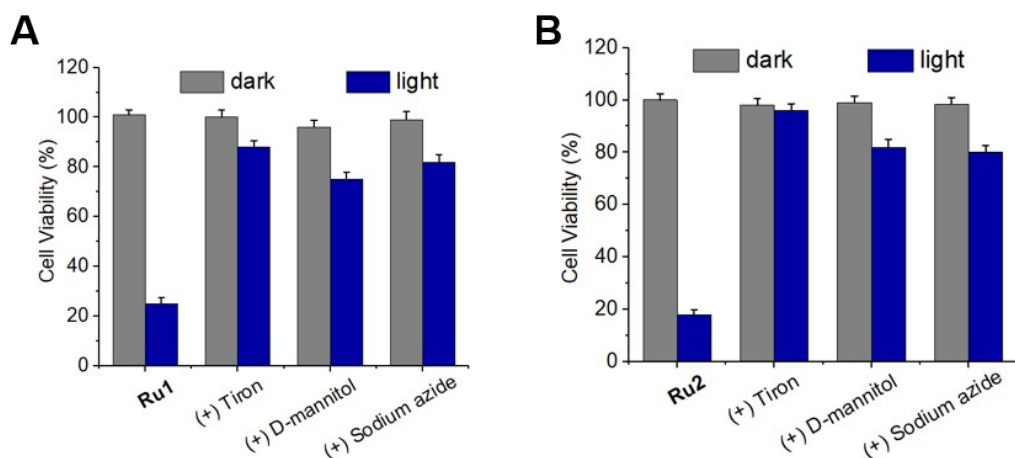 A
120
100
80
60
40
20
0
Cell Viability (%)
dark light
Ru1
(+) Tiron
(+) D-mannitol
(+) Sodium azide
B
120
100
80
60
40
20
0
Cell Viability (%)
dark light
Ru2
(+) Tiron
(+) D-mannitol
(+) Sodium azide